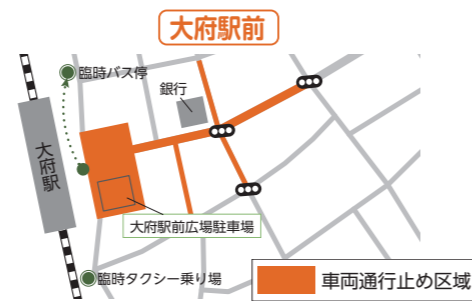 大府駅前
臨時バス停
銀行
大府駅
大府駅前広場駐車場
臨時タクシー乗り場
車両通行止め区域